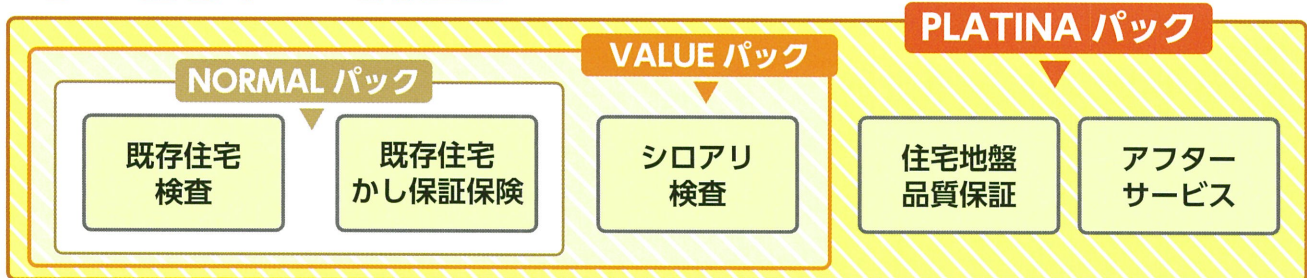 PLATINA パック
VALUE パック
NORMAL パック
既存住宅
検査
既存住宅
かし保証保険
シロアリ
検査
住宅地盤
品質保証
アフター
サービス